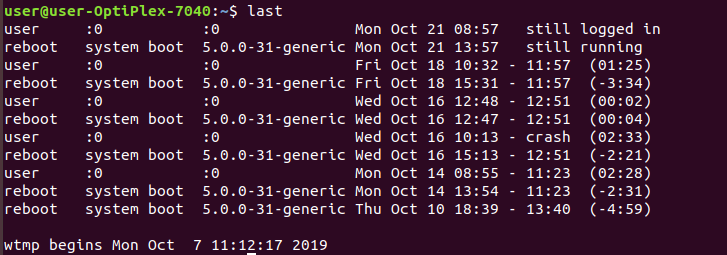 user@user-OptiPlex-7040:~$ last
user     :0           :0               Mon Oct 21 08:57   still logged in
reboot   system boot  5.0.0-31-generic Mon Oct 21 13:57   still running
user     :0           :0               Fri Oct 18 10:32 - 11:57  (01:25)
reboot   system boot  5.0.0-31-generic Fri Oct 18 15:31 - 11:57  (-3:34)
user     :0           :0               Wed Oct 16 12:48 - 12:51  (00:02)
reboot   system boot  5.0.0-31-generic Wed Oct 16 12:47 - 12:51  (00:04)
user     :0           :0               Wed Oct 16 10:13 - crash  (02:33)
reboot   system boot  5.0.0-31-generic Wed Oct 16 15:13 - 12:51  (-2:21)
user     :0           :0               Mon Oct 14 08:55 - 11:23  (02:28)
reboot   system boot  5.0.0-31-generic Mon Oct 14 13:54 - 11:23  (-2:31)
reboot   system boot  5.0.0-31-generic Thu Oct 10 18:39 - 13:40  (-4:59)
wtmp begins Mon Oct  7 11:12:17 2019